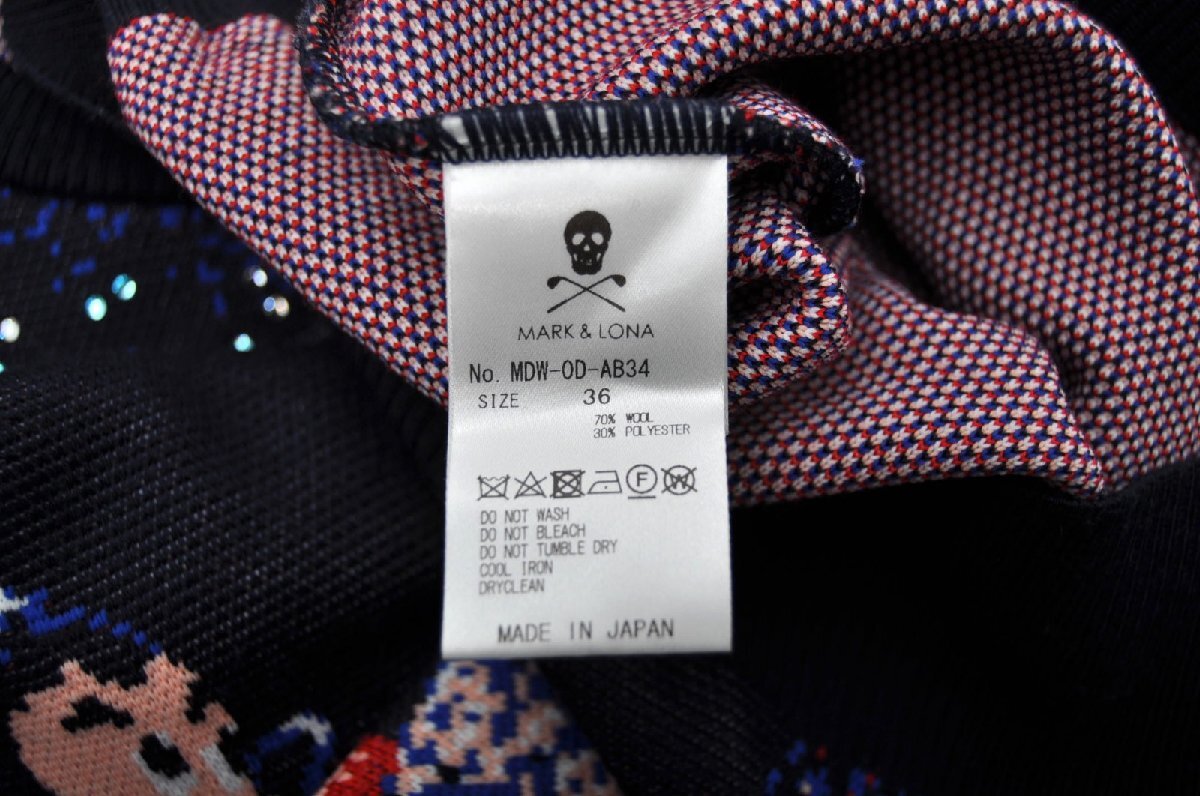 MARK & LONA
No. MDW-OD-AB34
SIZE 36
70% WOOL
30% POLYESTER
F W
DO NOT WASH
DO NOT BLEACH
DO NOT TUMBLE DRY
COOL IRON
DRYCLEAN
MADE IN JAPAN